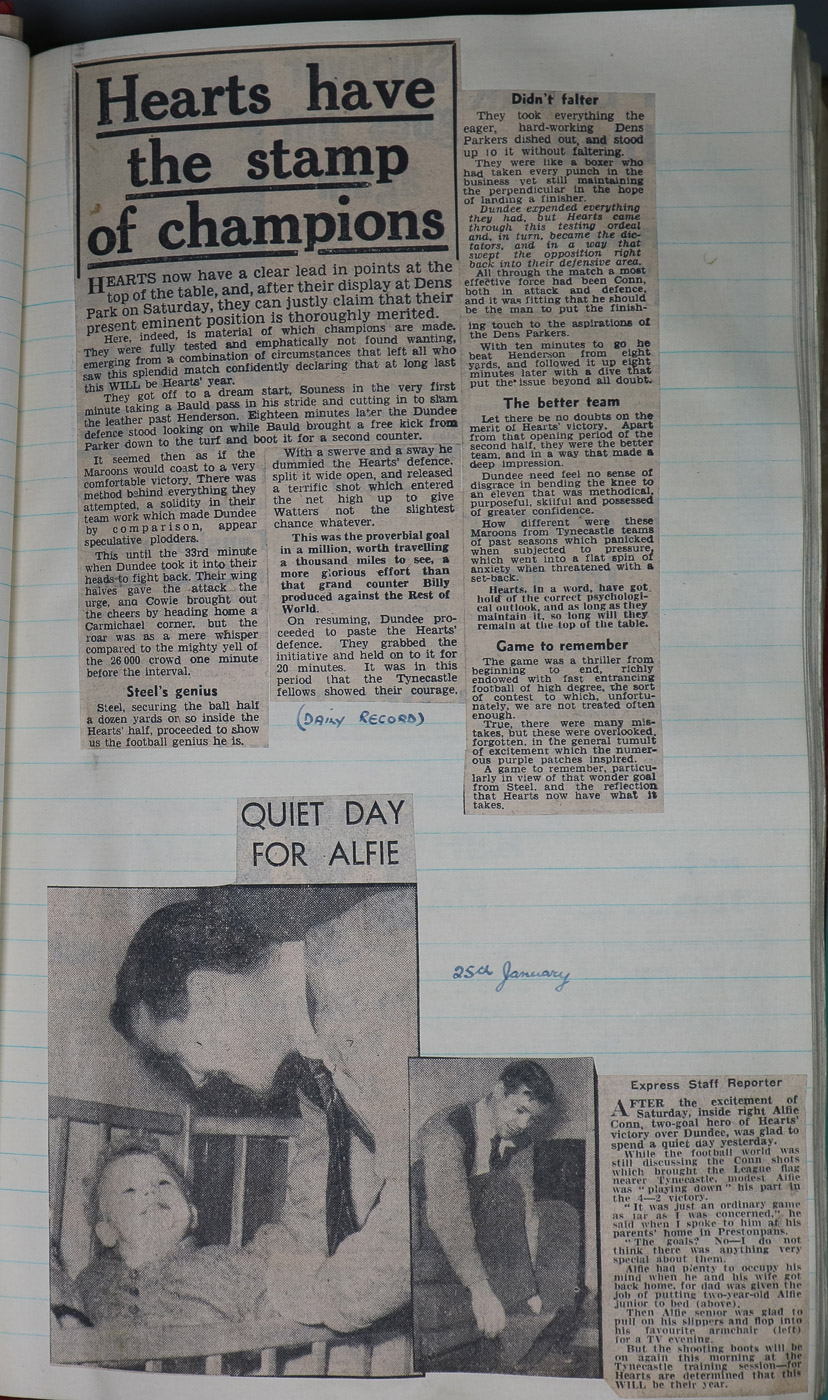 Hearts have
the stamp
of champions
HEARTS now have a clear lead in points at the
top of the table, and, after their display at Dens
Park on Saturday, they can justly claim that their
present eminent position is thoroughly merited.
Here, indeed, is material of which champions are made.
They were fully tested and emphatically not found wanting,
emerging from a combination of circumstances that left all who
saw this splendid match confidently declaring that at long last
this WILL be Hearts' year.
They got off to a dream start, Souness in the very first
minute taking a Bauld pass in his stride and cutting in to slam
the leather past Henderson. Eighteen minutes later the Dundee
defence stood looking on while Bauld brought a free kick from
Parker down to the turf and boot it for a second counter.
It seemed then as if the
Maroons would coast to a very
comfortable victory. There was
method behind everything they
attempted, a solidity in their
team work which made Dundee
by comparison, appear
speculative plodders.
This until the 33rd minute
when Dundee took it into their
heads to fight back. Their wing
halves gave the attack the
urge, and Cowie brought out
the cheers by heading home a
Carmichael corner, but the
roar was as a mere whisper
compared to the mighty yell of
the 26 000 crowd one minute
before the interval.
Steel's genius
Steel, securing the ball half
a dozen yards or so inside the
Hearts' half, proceeded to show
us the football genius he is.
With a swerve and a sway he
dummied the Hearts' defence,
split it wide open, and released
a terrific shot which entered
the net high up to give
Watters not the slightest
chance whatever.
This was the proverbial goal
in a million, worth travelling
a thousand miles to see, a
more glorious effort than
that grand counter Billy
produced against the Rest of
World.
On resuming, Dundee pro-
ceeded to paste the Hearts'
defence. They grabbed the
initiative and held on to it for
20 minutes. It was in this
period that the Tynecastle
fellows showed their courage.
(DAILY RECORD)
Didn't falter
They took everything the
eager, hard-working Dens
Parkers dished out, and stood
up to it without faltering.
They were like a boxer who
had taken every punch in the
business yet still maintaining
the perpendicular in the hope
of landing a finisher.
Dundee expended everything
they had, but Hearts came
through this testing ordeal
and, in turn, became the dic-
tators, and in a way that
swept the opposition right
back into their defensive area.
All through the match a most
effective force had been Conn,
both in attack and defence,
and it was fitting that he should
be the man to put the finish-
ing touch to the aspirations of
the Dens Parkers.
With ten minutes to go he
beat Henderson from eight
yards, and followed it up eight
minutes later with a dive that
put the issue beyond all doubt.
The better team
Let there be no doubts on the
merit of Hearts' victory. Apart
from that opening period of the
second half, they were the better
team, and in a way that made a
deep impression.
Dundee need feel no sense of
disgrace in bending the knee to
an eleven that was methodical,
purposeful, skilful and possessed
of greater confidence.
How different were these
Maroons from Tynecastle teams
of past seasons which panicked
when subjected to pressure,
which went into a flat spin of
anxiety when threatened with a
set-back.
Hearts, in a word, have got
hold of the correct psychologi-
cal outlook, and as long as they
maintain it, so long will they
remain at the top of the table.
Game to remember
The game was a thriller from
beginning to end, richly
endowed with fast entrancing
football of high degree, the sort
of contest to which, unfortu-
nately, we are not treated often
enough.
True, there were many mis-
takes, but these were overlooked,
forgotten, in the general tumult
of excitement which the numer-
ous purple patches inspired.
A game to remember, particu-
larly in view of that wonder goal
from Steel, and the reflection
that Hearts now have what it
takes.
QUIET DAY
FOR ALFIE
25th January
Express Staff Reporter
AFTER the excitement of
Saturday, inside right Alfie
Conn, two-goal hero of Hearts'
victory over Dundee, was glad to
spend a quiet day yesterday.
While the football world was
still discussing the Conn shots
which brought the League flag
nearer Tynecastle, modest Alfie
was "playing down" his part in
the 4—2 victory.
"It was just an ordinary game
as far as I was concerned," he
said when I spoke to him at his
parents' home in Prestonpans.
"The goals? No—I do not
think there was anything very
special about them.
Alfie had plenty to occupy his
mind when he and his wife got
back home, for dad was given the
job of putting two-year-old Alfie
junior to bed (above).
Then Alfie senior was glad to
pull on his slippers and flop into
his favourite armchair (left)
for a TV evening.
But the shooting boots will be
on again this morning at the
Tynecastle training session—for
Hearts are determined that this
WILL be their year.